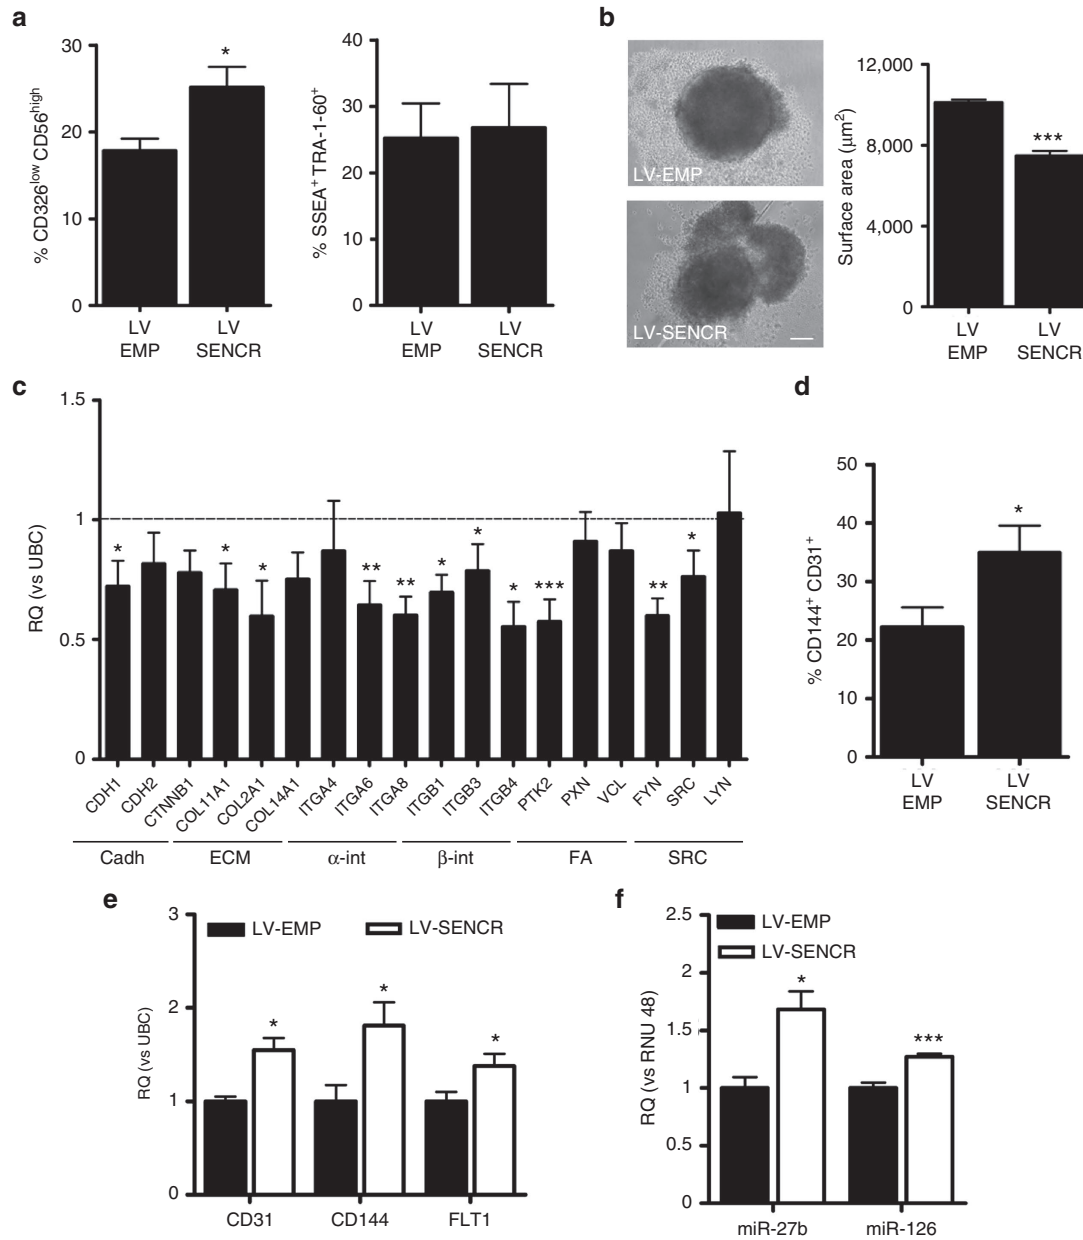 a
30
20
10
0
% CD326low CD56high
*
LV
EMP
LV
SENCR
40
30
20
10
0
% SSEA+ TRA-1-60+
LV
EMP
LV
SENCR
b
LV-EMP
LV-SENCR
12,000
8,000
4,000
0
Surface area (μm2)
***
LV
EMP
LV
SENCR
c
1.5
1
0.5
0
RQ (vs UBC)
* * * ** ** * * * *** ** *
CDH1 CDH2 CTNNB1 COL11A1 COL2A1 COL14A1 ITGA4 ITGA6 ITGA8 ITGB1 ITGB3 ITGB4 PTK2 PXN VCL FYN SRC LYN
Cadh ECM α-int β-int FA SRC
d
50
40
30
20
10
0
% CD144+ CD31+
*
LV
EMP
LV
SENCR
e
3
2
1
0
RQ (vs UBC)
LV-EMP LV-SENCR
* * *
CD31 CD144 FLT1
f
2.5
2
1.5
1
0.5
0
RQ (vs RNU 48)
LV-EMP
LV-SENCR
* ***
miR-27b miR-126